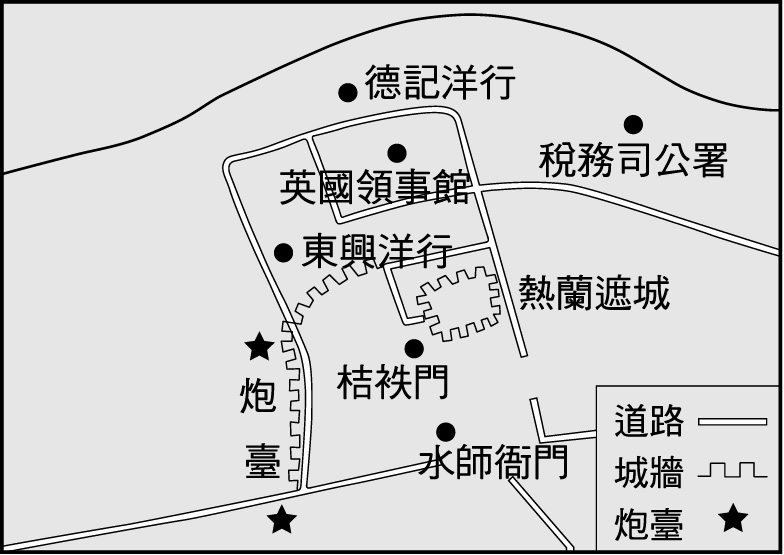 德記洋行
稅務司公署
英國領事館
東興洋行
熱蘭遮城
桔柣門
炮
臺
水師衙門
道路
城牆
炮臺